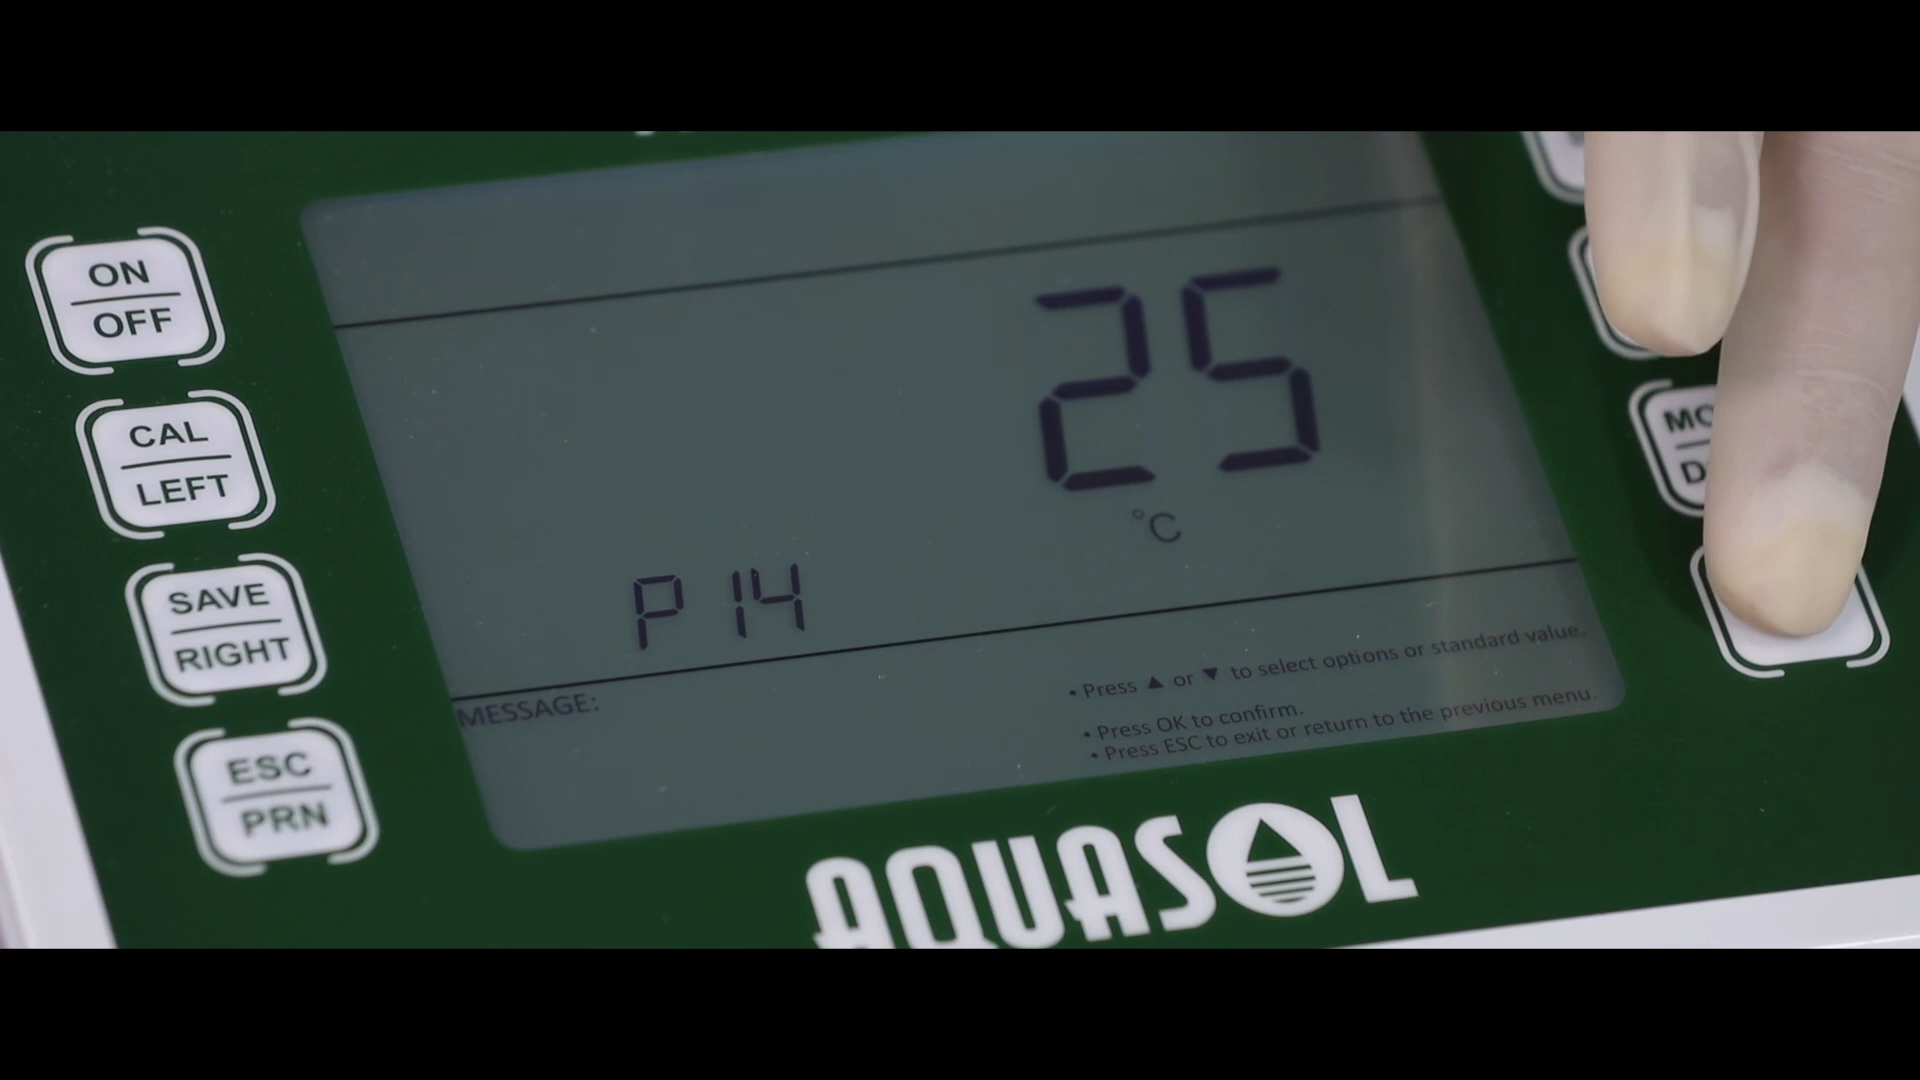 ON
OFF
CAL
LEFT
SAVE
RIGHT
ESC
PRN
25
°C
P 14
MESSAGE:
• Press ▲ or ▼ to select options or standard value.
• Press OK to confirm.
• Press ESC to exit or return to the previous menu.
AQUASOL